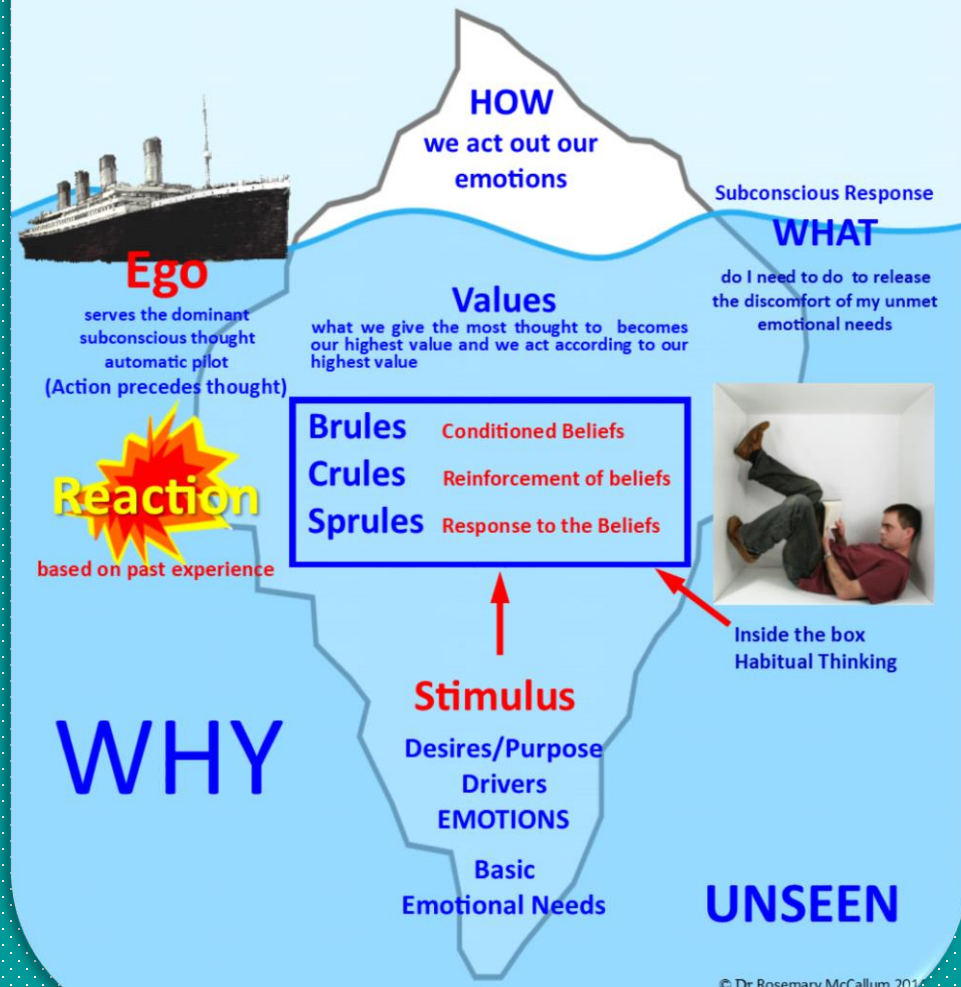 HOW
we act out our
emotions
Subconscious Response
WHAT
do I need to do to release
the discomfort of my unmet
emotional needs
Ego
serves the dominant
subconscious thought
automatic pilot
(Action precedes thought)
Values
what we give the most thought to becomes
our highest value and we act according to our
highest value
Brules Conditioned Beliefs
Crules Reinforcement of beliefs
Sprules Response to the Beliefs
Reaction
based on past experience
Inside the box
Habitual Thinking
Stimulus
Desires/Purpose
Drivers
EMOTIONS
Basic
Emotional Needs
WHY
UNSEEN
© Dr Rosemary McCallum